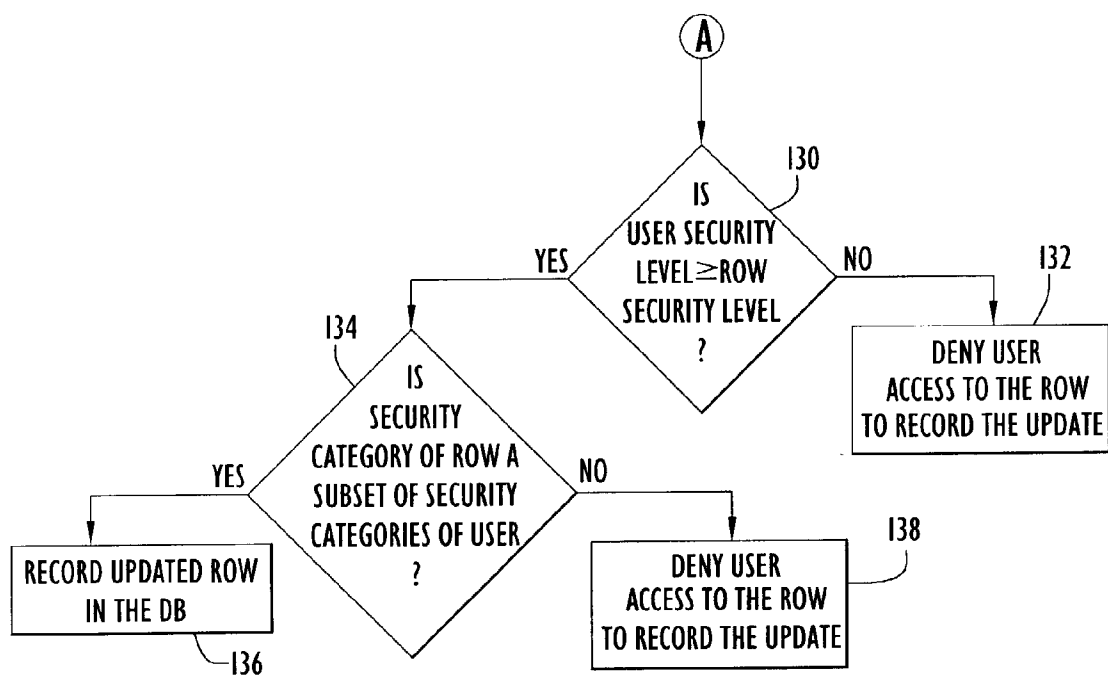 A
130
IS
USER SECURITY
LEVEL≥ROW
SECURITY LEVEL
?
YES
NO
132
DENY USER
ACCESS TO THE ROW
TO RECORD THE UPDATE
134
IS
SECURITY
CATEGORY OF ROW A
SUBSET OF SECURITY
CATEGORIES OF USER
?
YES
NO
RECORD UPDATED ROW
IN THE DB
136
138
DENY USER
ACCESS TO THE ROW
TO RECORD THE UPDATE